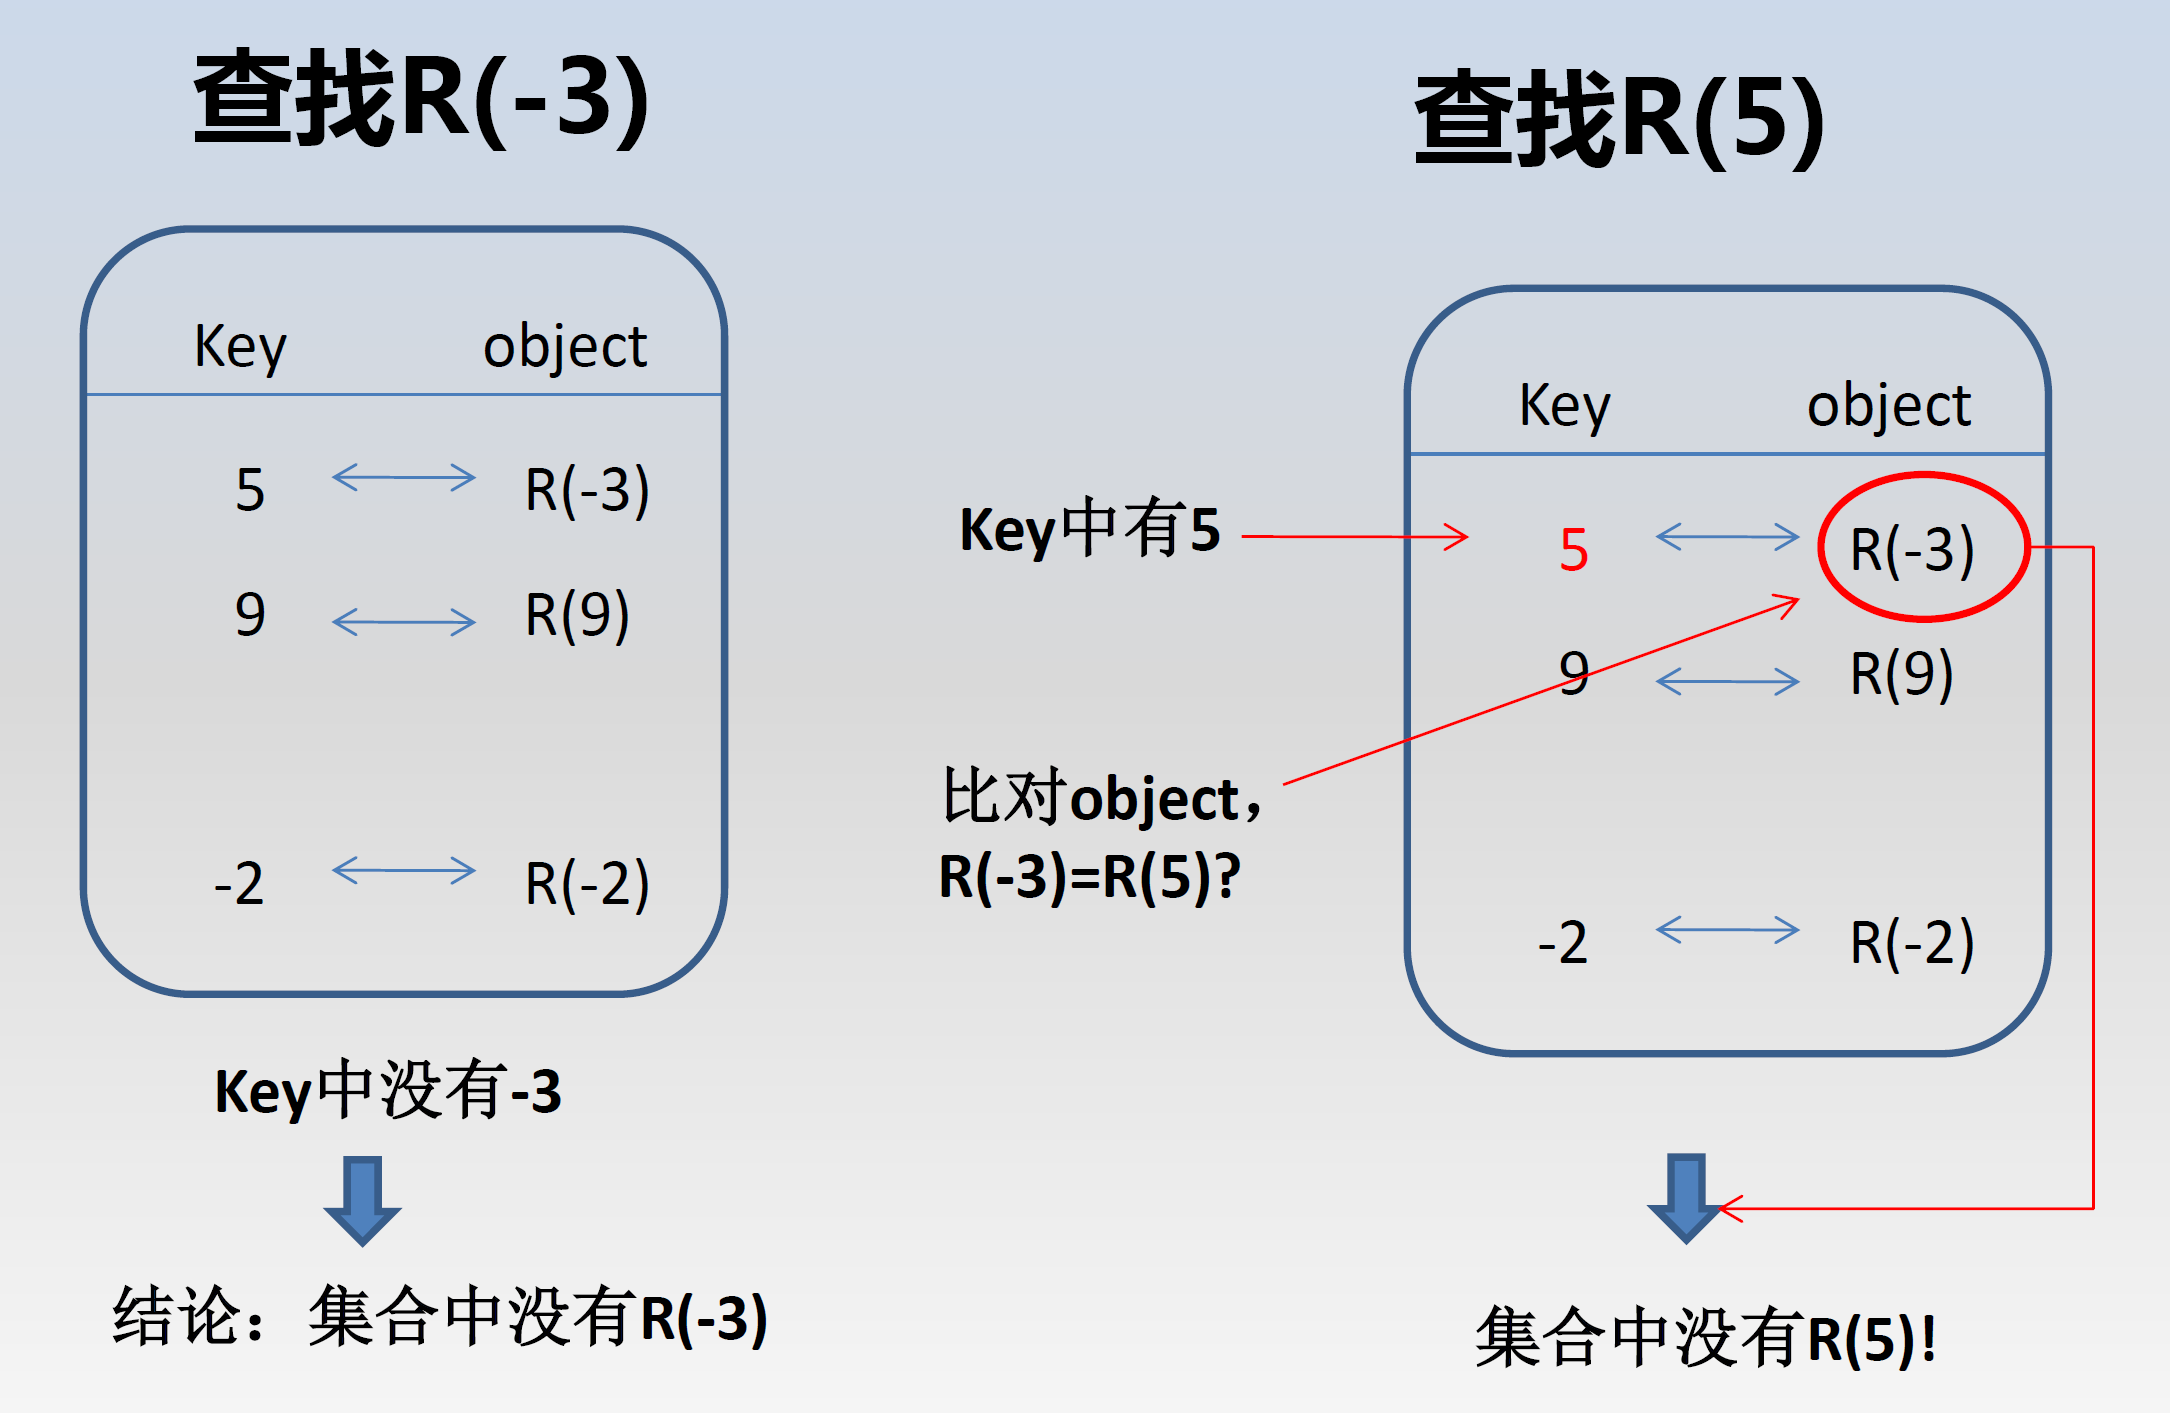 查找R(-3)
Key object
5 R(-3)
9 R(9)
-2 R(-2)
Key中没有-3
结论：集合中没有R(-3)
查找R(5)
Key object
Key中有5
5 R(-3)
9 R(9)
比对object，
R(-3)=R(5)?
-2 R(-2)
集合中没有R(5)!